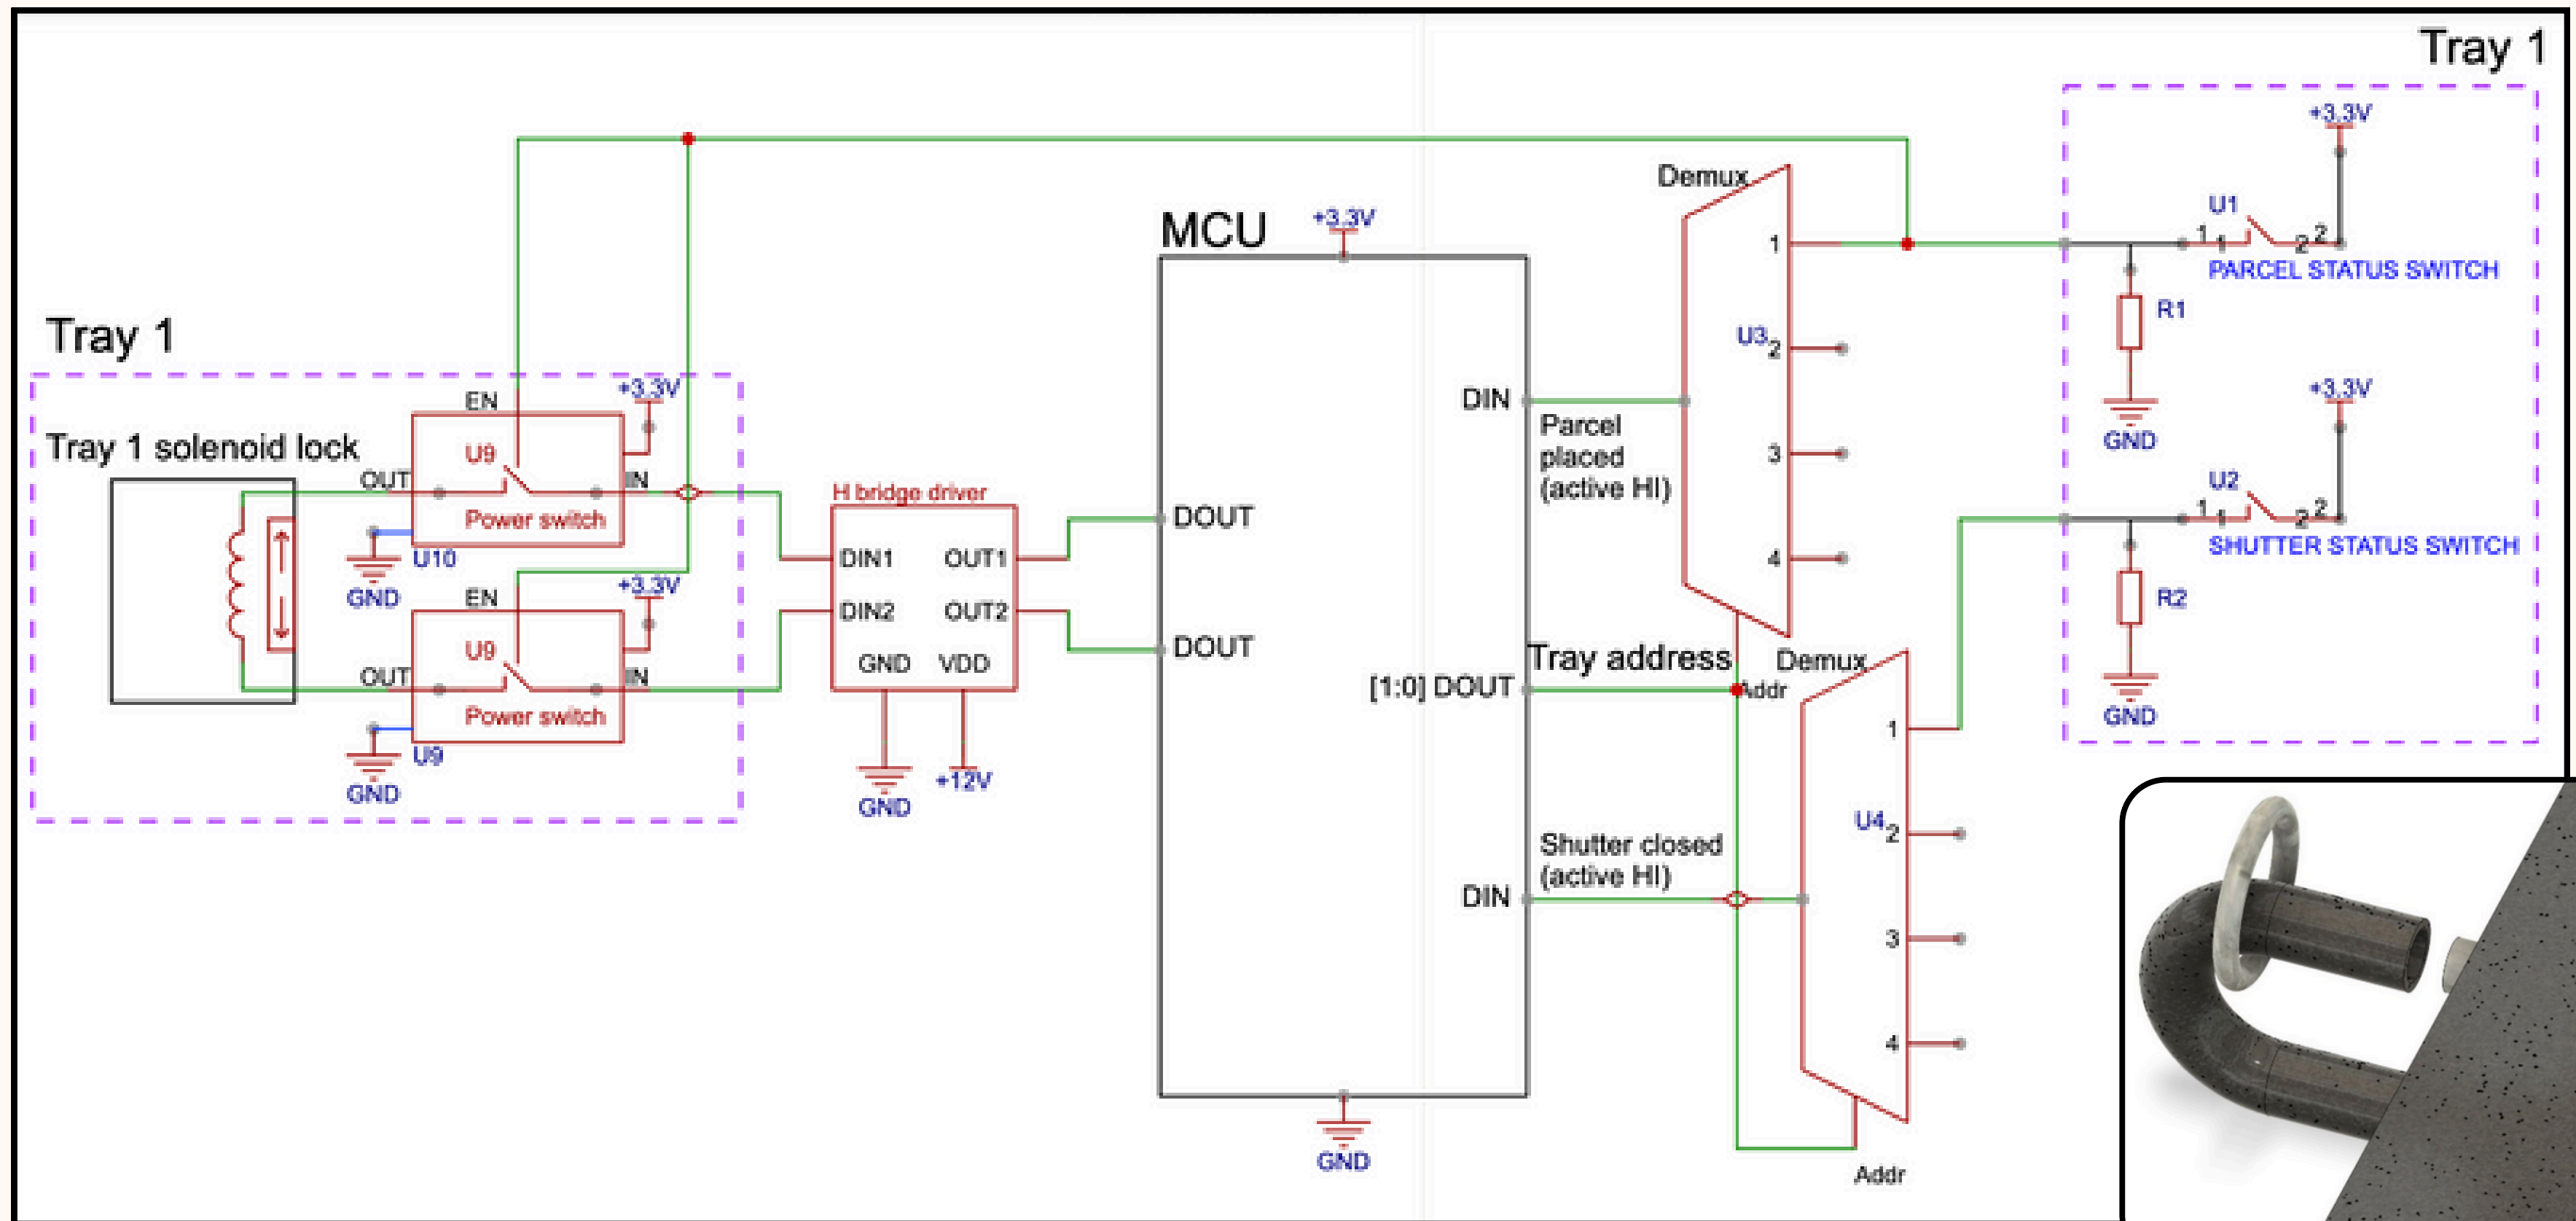 Tray 1
+3.3V
U1
1 1 2 2
PARCEL STATUS SWITCH
R1
GND
+3.3V
U2
1 1 2 2
SHUTTER STATUS SWITCH
R2
GND
Tray 1
Tray 1 solenoid lock
EN
+3.3V
U9
OUT
IN
Power switch
U10
GND
EN
+3.3V
U9
OUT
IN
Power switch
U9
GND
H bridge driver
DIN1 OUT1
DIN2 OUT2
GND VDD
GND
+12V
MCU
+3.3V
DOUT
DOUT
DIN
[1:0] DOUT
DIN
GND
Parcel
placed
(active HI)
Tray address
Shutter closed
(active HI)
Demux
1
U3
2
3
4
Addr
Demux
1
U4
2
3
4
Addr